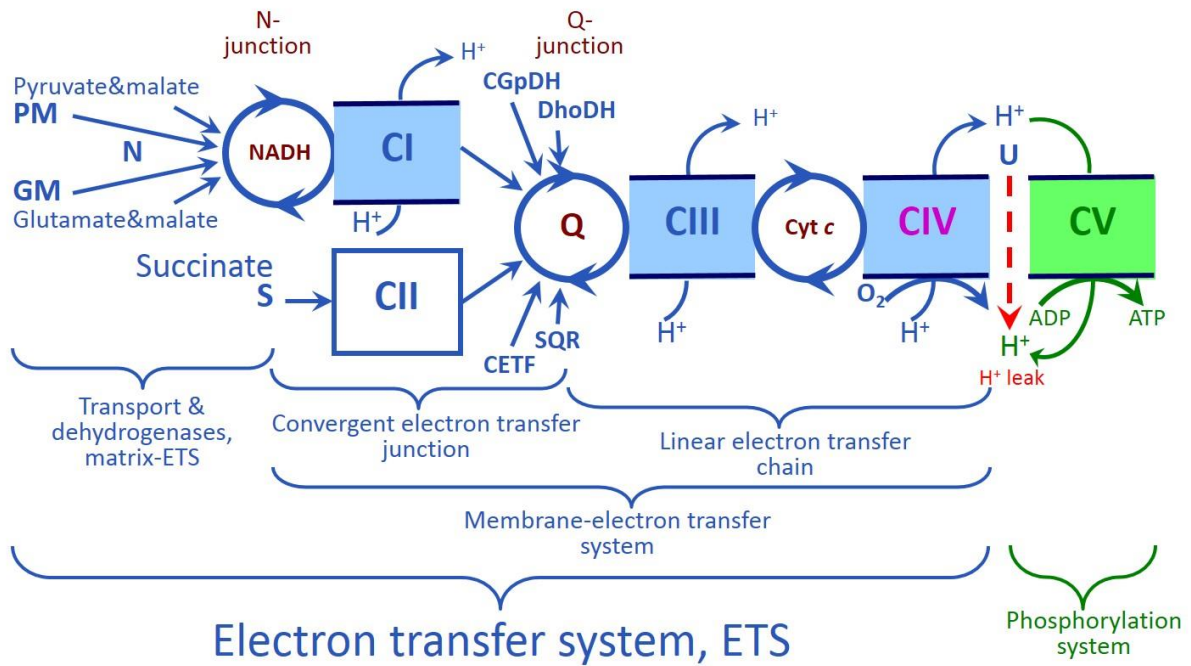 N-
junction
Q-
junction
H⁺
H⁺
H⁺
Pyruvate&malate
PM
N
GM
Glutamate&malate
NADH
CI
H⁺
CGpDH
DhoDH
Q
CIII
H⁺
Cyt c
CIV
O₂
H⁺
U
CV
ADP
ATP
H⁺
H⁺ leak
Succinate
S
CII
CETF
SQR
Transport &
dehydrogenases,
matrix-ETS
Convergent electron transfer
junction
Linear electron transfer
chain
Membrane-electron transfer
system
Electron transfer system, ETS
Phosphorylation
system